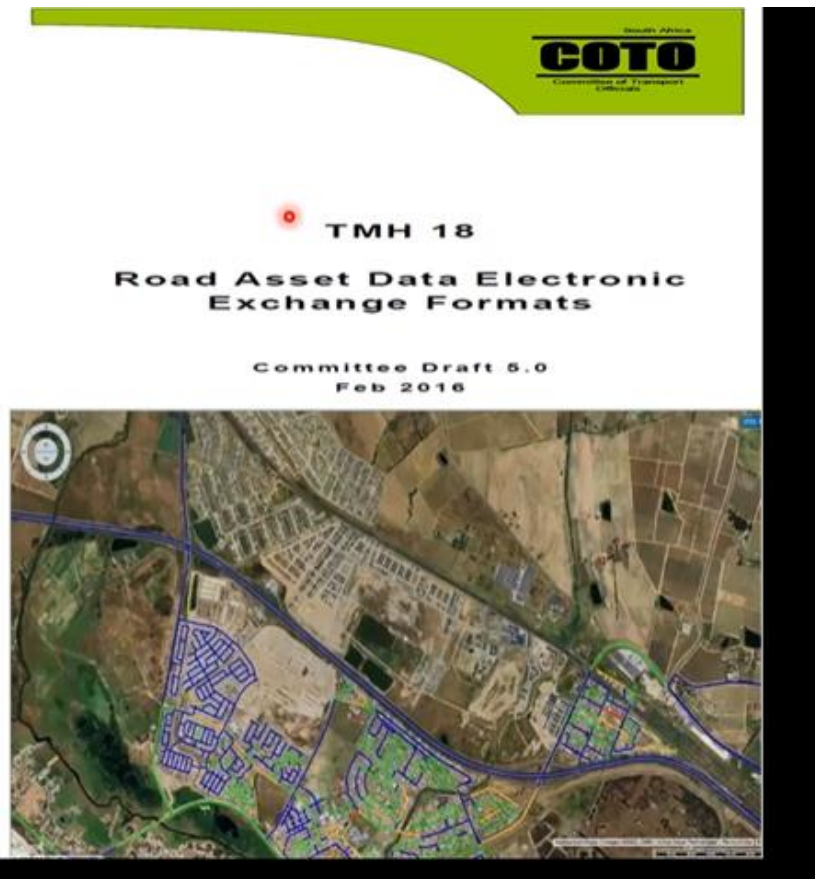 South Africa
COTO
Committee of Transport
Officials
TMH 18
Road Asset Data Electronic
Exchange Formats
Committee Draft 5.0
Feb 2016